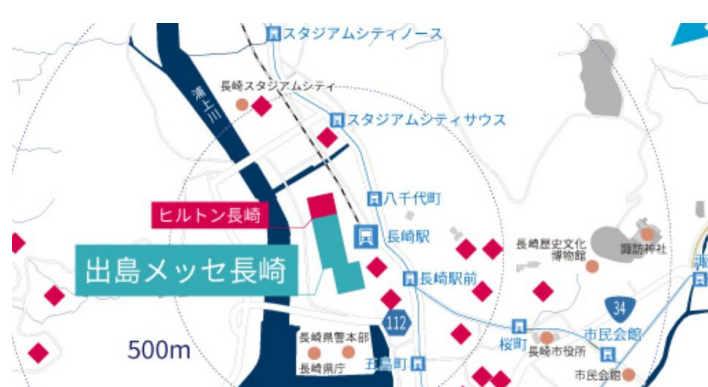 スタジアムシティノース
長崎スタジアムシティ
浦上川
スタジアムシティサウス
八千代町
ヒルトン長崎
長崎駅
長崎歴史文化
博物館
諏訪神社
出島メッセ長崎
長崎駅前
34
112
市民会館
桜町
長崎県警本部
長崎市役所
500m
長崎県庁
五島町
市民会館